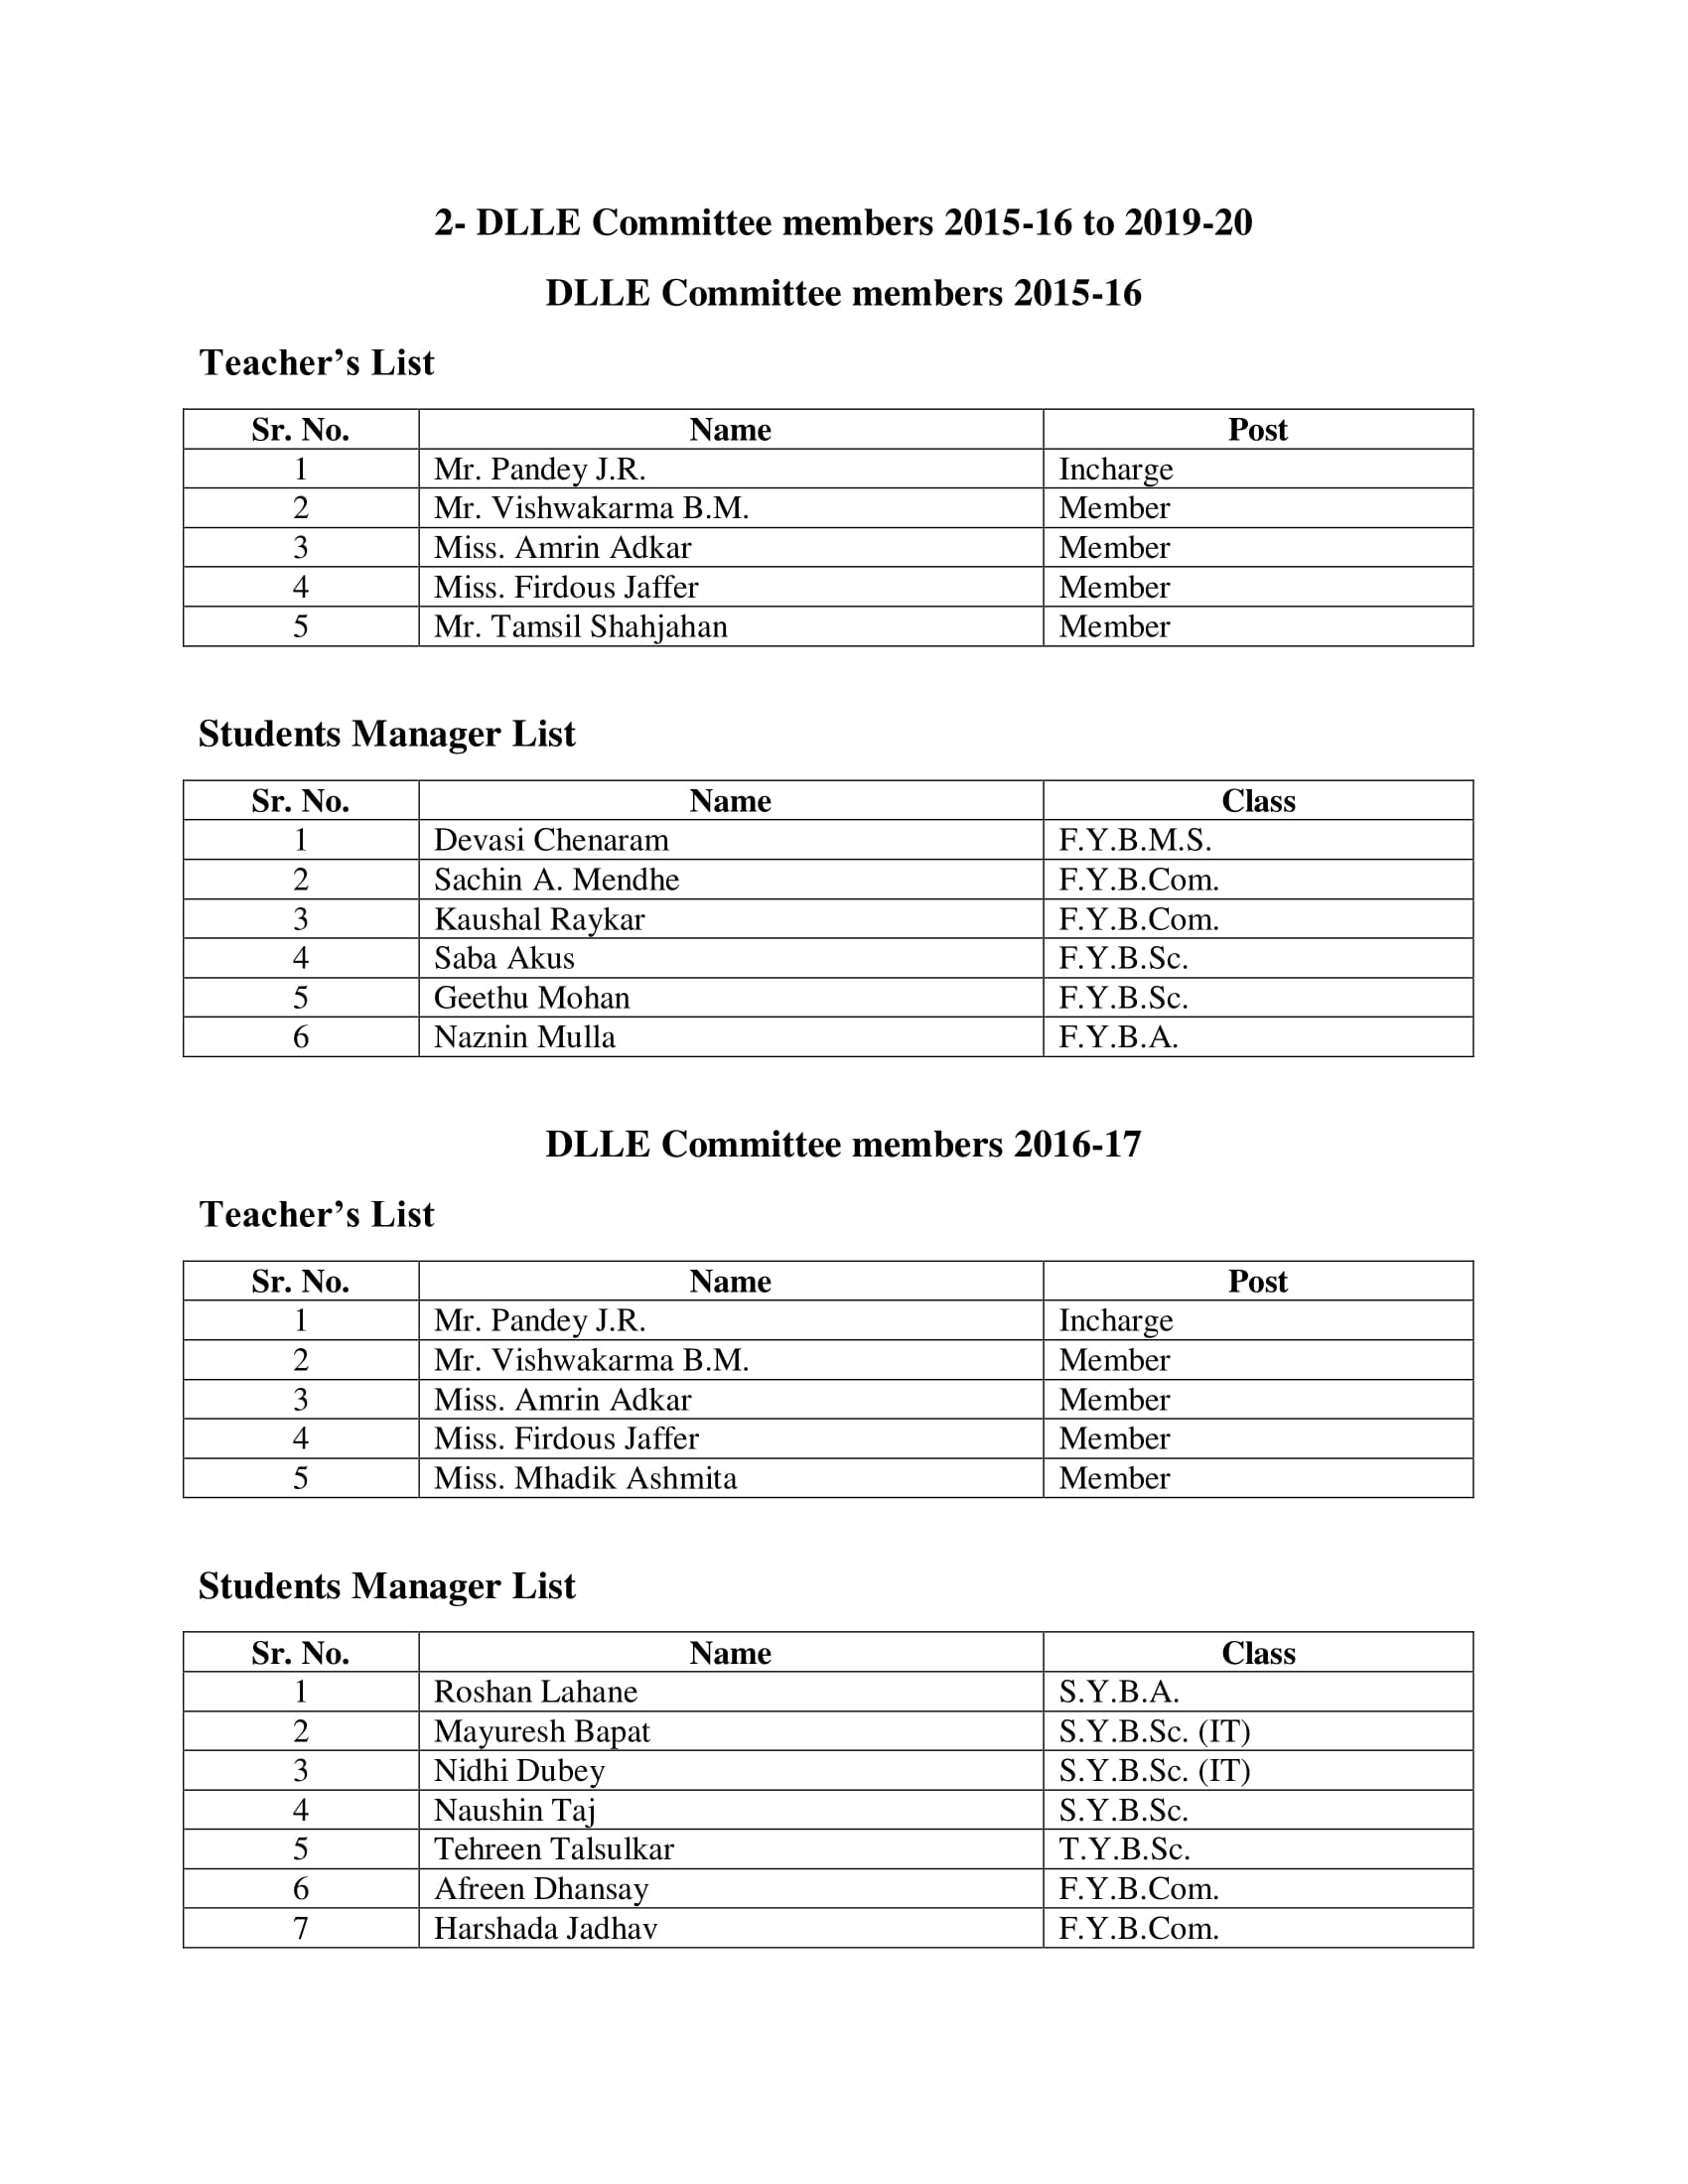 2- DLLE Committee members 2015-16 to 2019-20
DLLE Committee members 2015-16
Teacher’s List
Sr. No. Name Post
1 Mr. Pandey J.R. Incharge
2 Mr. Vishwakarma B.M. Member
3 Miss. Amrin Adkar Member
4 Miss. Firdous Jaffer Member
5 Mr. Tamsil Shahjahan Member
Students Manager List
Sr. No. Name Class
1 Devasi Chenaram F.Y.B.M.S.
2 Sachin A. Mendhe F.Y.B.Com.
3 Kaushal Raykar F.Y.B.Com.
4 Saba Akus F.Y.B.Sc.
5 Geethu Mohan F.Y.B.Sc.
6 Naznin Mulla F.Y.B.A.
DLLE Committee members 2016-17
Teacher’s List
Sr. No. Name Post
1 Mr. Pandey J.R. Incharge
2 Mr. Vishwakarma B.M. Member
3 Miss. Amrin Adkar Member
4 Miss. Firdous Jaffer Member
5 Miss. Mhadik Ashmita Member
Students Manager List
Sr. No. Name Class
1 Roshan Lahane S.Y.B.A.
2 Mayuresh Bapat S.Y.B.Sc. (IT)
3 Nidhi Dubey S.Y.B.Sc. (IT)
4 Naushin Taj S.Y.B.Sc.
5 Tehreen Talsulkar T.Y.B.Sc.
6 Afreen Dhansay F.Y.B.Com.
7 Harshada Jadhav F.Y.B.Com.